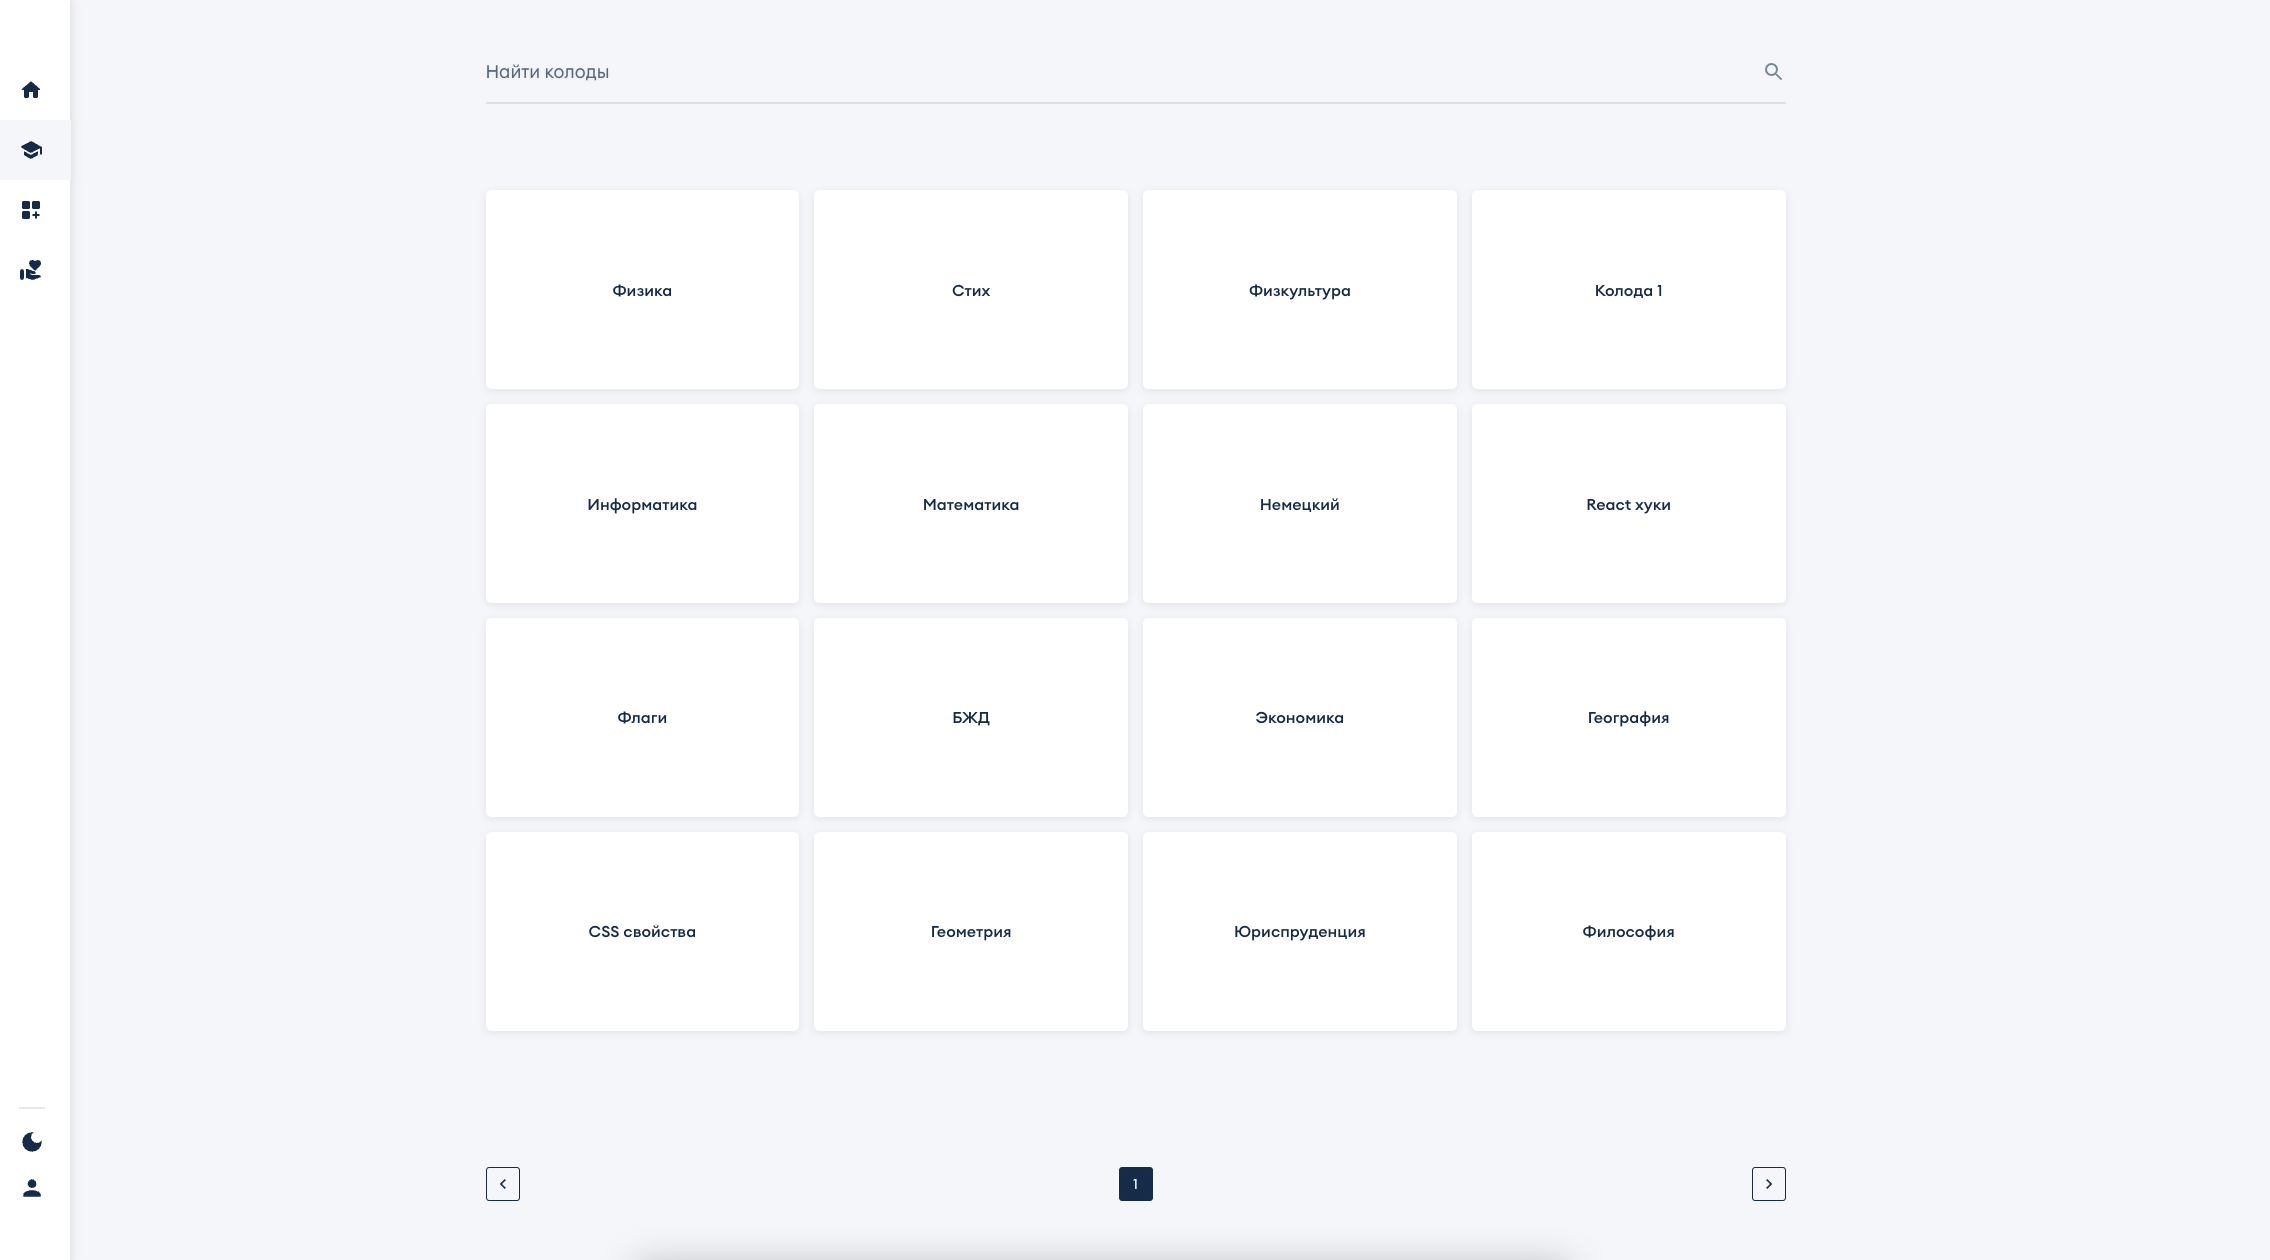 Найти колоды
Физика
Стих
Физкультура
Колода 1
Информатика
Математика
Немецкий
React хуки
Флаги
БЖД
Экономика
География
CSS свойства
Геометрия
Юриспруденция
Философия
1